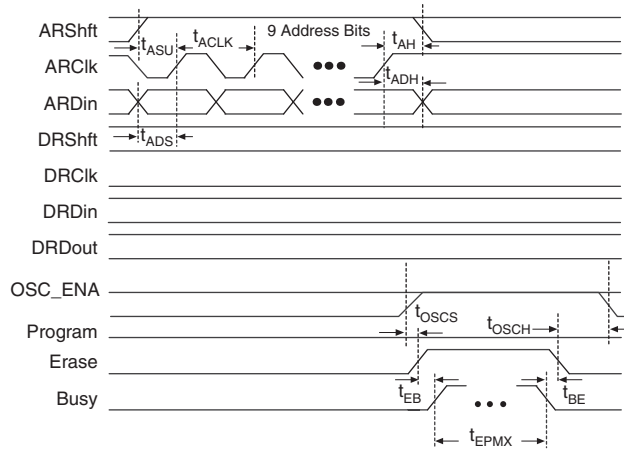 ARShft
tASU
tACLK
9 Address Bits
tAH
ARClk
tADH
ARDin
DRShft
tADS
DRClk
DRDin
DRDout
OSC_ENA
tOSCS
tOSCH
Program
Erase
tEB
tBE
Busy
tEPMX